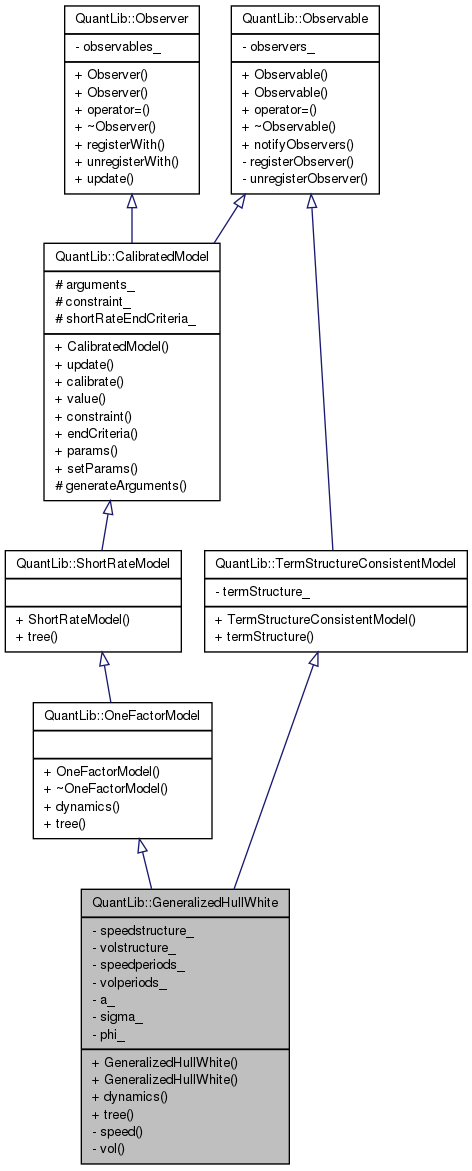 QuantLib::Observer
- observables_
+ Observer()
+ Observer()
+ operator=()
+ ~Observer()
+ registerWith()
+ unregisterWith()
+ update()
QuantLib::Observable
- observers_
+ Observable()
+ Observable()
+ operator=()
+ ~Observable()
+ notifyObservers()
- registerObserver()
- unregisterObserver()
QuantLib::CalibratedModel
# arguments_
# constraint_
# shortRateEndCriteria_
+ CalibratedModel()
+ update()
+ calibrate()
+ value()
+ constraint()
+ endCriteria()
+ params()
+ setParams()
# generateArguments()
QuantLib::ShortRateModel
+ ShortRateModel()
+ tree()
QuantLib::TermStructureConsistentModel
- termStructure_
+ TermStructureConsistentModel()
+ termStructure()
QuantLib::OneFactorModel
+ OneFactorModel()
+ ~OneFactorModel()
+ dynamics()
+ tree()
QuantLib::GeneralizedHullWhite
- speedstructure_
- volstructure_
- speedperiods_
- volperiods_
- a_
- sigma_
- phi_
+ GeneralizedHullWhite()
+ GeneralizedHullWhite()
+ dynamics()
+ tree()
- speed()
- vol()